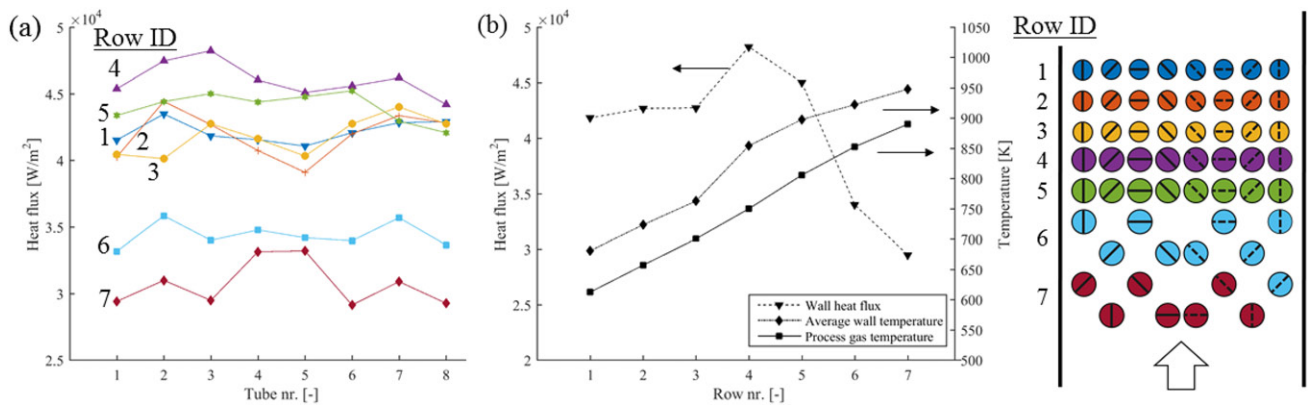 (a)
×10⁴
Row ID
5
4.5
4
3.5
3
2.5
Heat flux [W/m²]
4
5
1
2
3
6
7
1 2 3 4 5 6 7 8
Tube nr. [-]
(b)
×10⁴
5
4.5
4
3.5
3
2.5
2
Heat flux [W/m²]
1050
1000
950
900
850
800
750
700
650
600
550
500
Temperature [K]
Wall heat flux
Average wall temperature
Process gas temperature
1 2 3 4 5 6 7
Row nr. [-]
Row ID
1
2
3
4
5
6
7